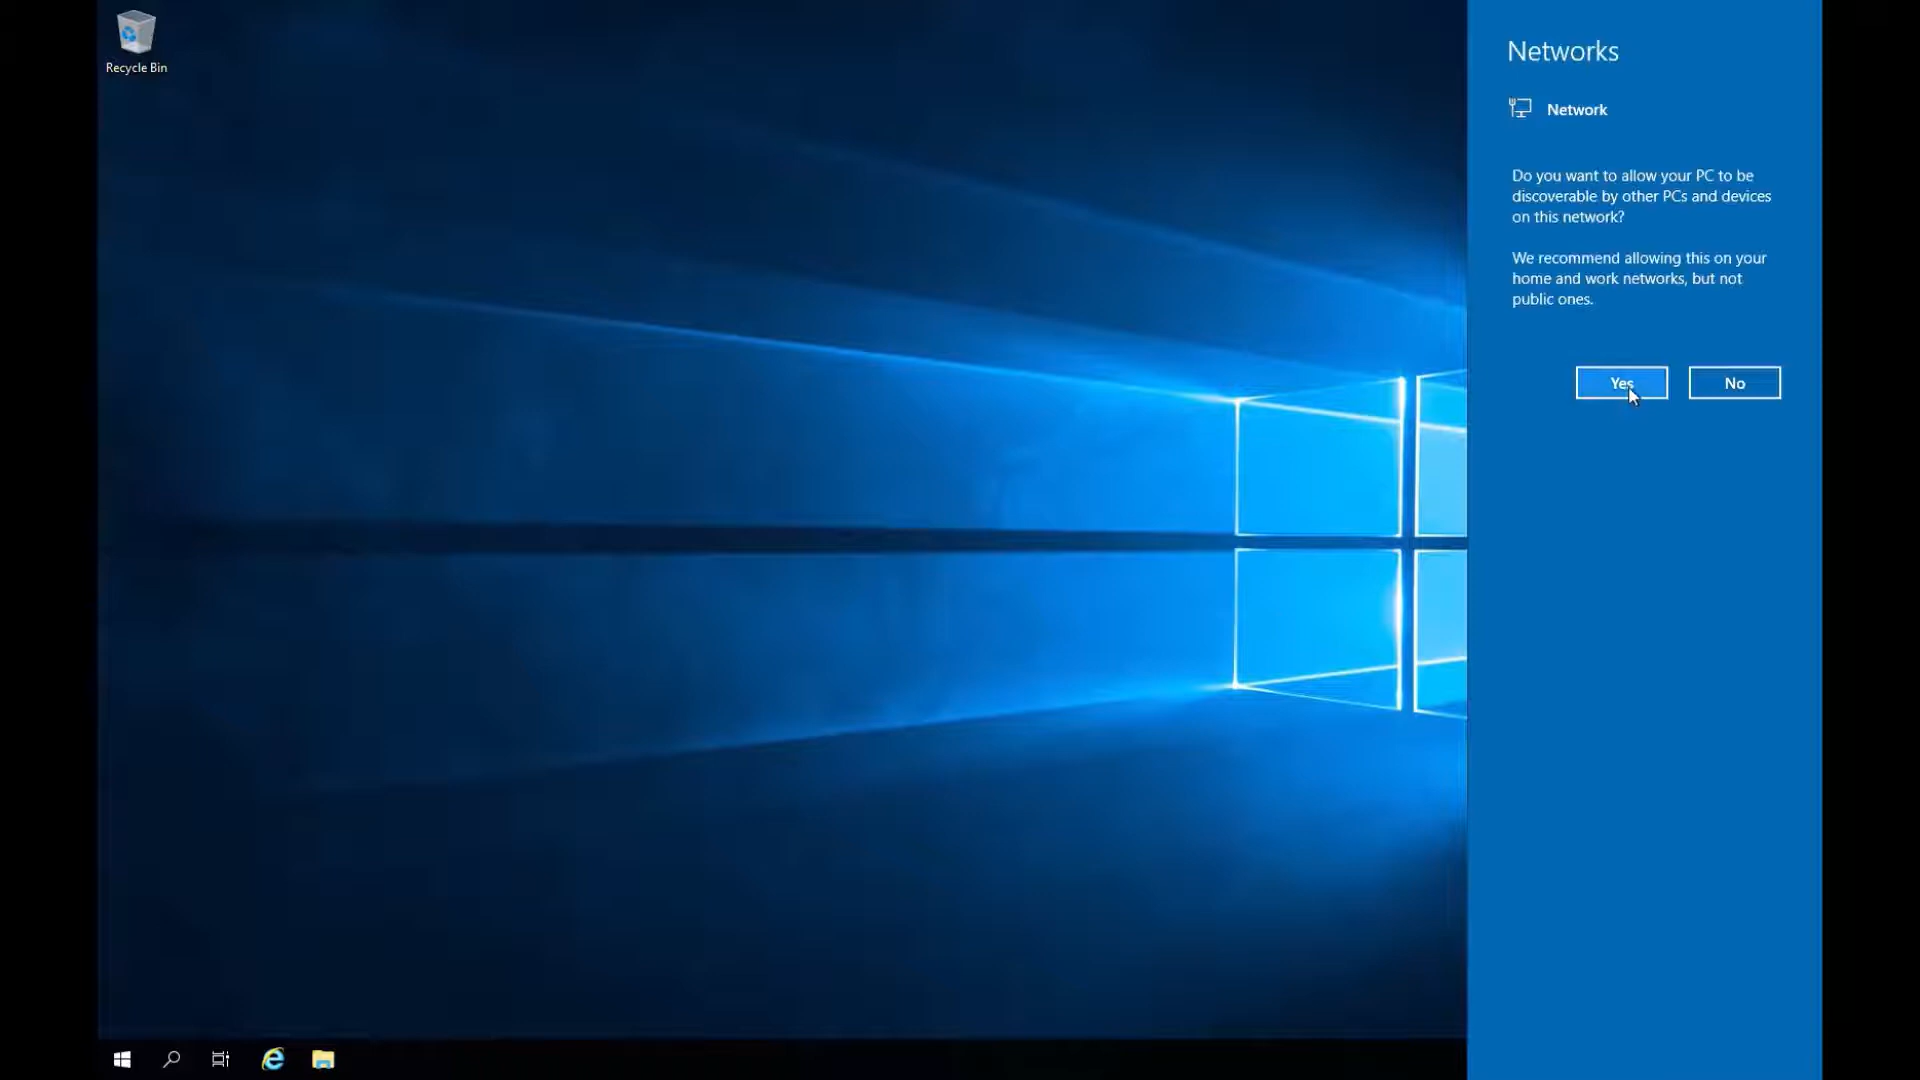 Recycle Bin
Networks
Network
Do you want to allow your PC to be
discoverable by other PCs and devices
on this network?
We recommend allowing this on your
home and work networks, but not
public ones.
Yes
No